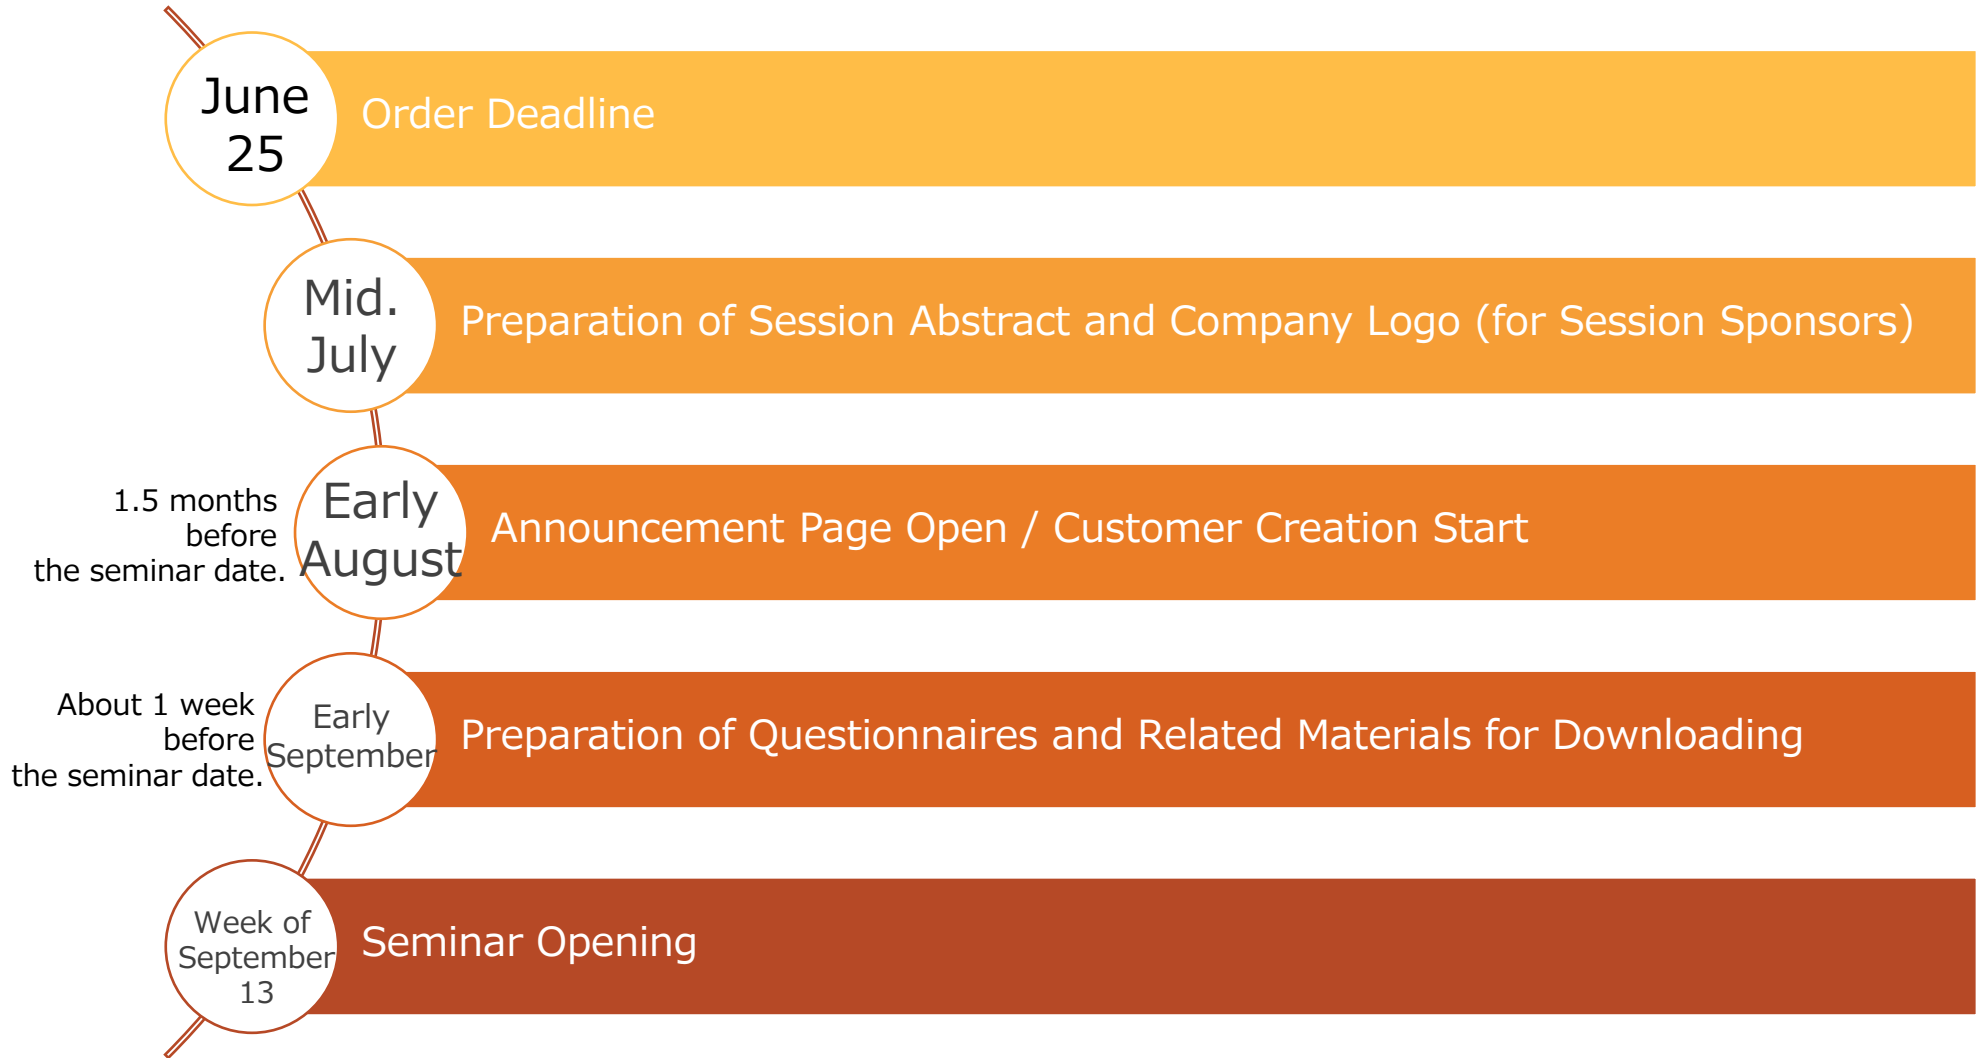 June
25
Order Deadline
Mid.
July
Preparation of Session Abstract and Company Logo (for Session Sponsors)
1.5 months
before
the seminar date.
Early
August
Announcement Page Open / Customer Creation Start
About 1 week
before
the seminar date.
Early
September
Preparation of Questionnaires and Related Materials for Downloading
Week of
September
13
Seminar Opening